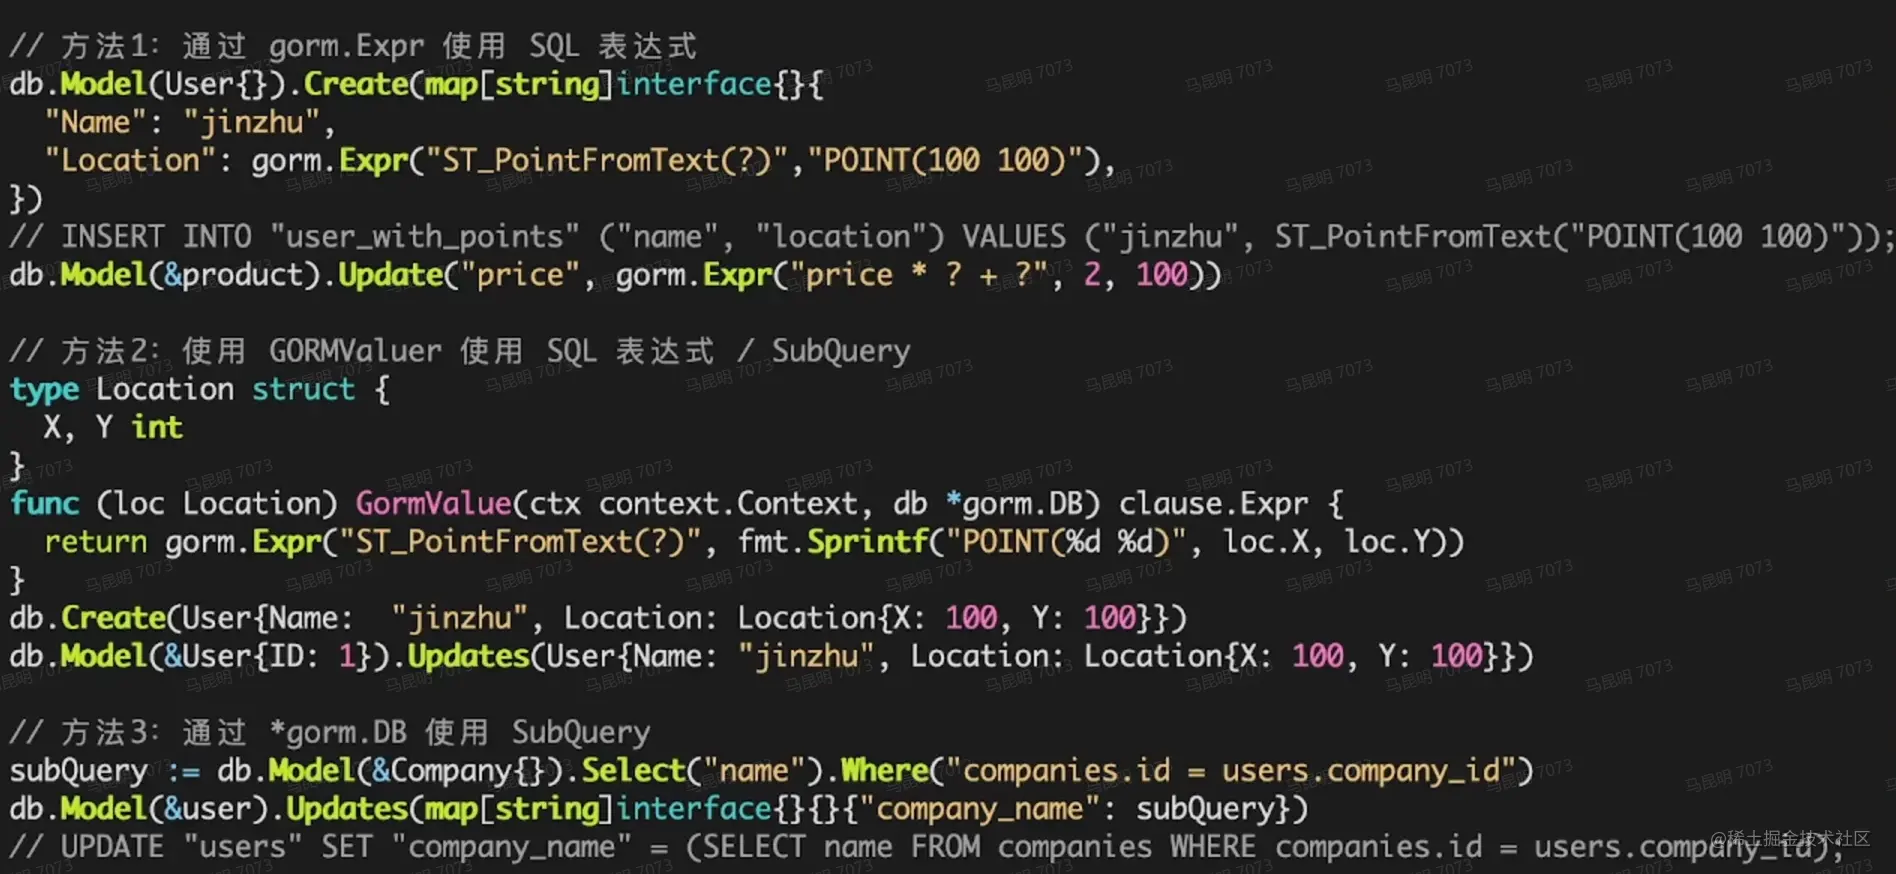 // 方法1: 通过 gorm.Expr 使用 SQL 表达式
db.Model(User{}).Create(map[string]interface{}{
  "Name": "jinzhu",
  "Location": gorm.Expr("ST_PointFromText(?)","POINT(100 100)"),
})
// INSERT INTO "user_with_points" ("name", "location") VALUES ("jinzhu", ST_PointFromText("POINT(100 100)"));
db.Model(&product).Update("price", gorm.Expr("price * ? + ?", 2, 100))
// 方法2: 使用 GORMValuer 使用 SQL 表达式 / SubQuery
type Location struct {
  X, Y int
}
func (loc Location) GormValue(ctx context.Context, db *gorm.DB) clause.Expr {
  return gorm.Expr("ST_PointFromText(?)", fmt.Sprintf("POINT(%d %d)", loc.X, loc.Y))
}
db.Create(User{Name:  "jinzhu", Location: Location{X: 100, Y: 100}})
db.Model(&User{ID: 1}).Updates(User{Name: "jinzhu", Location: Location{X: 100, Y: 100}})
// 方法3: 通过 *gorm.DB 使用 SubQuery
subQuery := db.Model(&Company{}).Select("name").Where("companies.id = users.company_id")
db.Model(&user).Updates(map[string]interface{}{}{"company_name": subQuery})
// UPDATE "users" SET "company_name" = (SELECT name FROM companies WHERE companies.id = users.company_id);
@稀土掘金技术社区
马昆明 7073